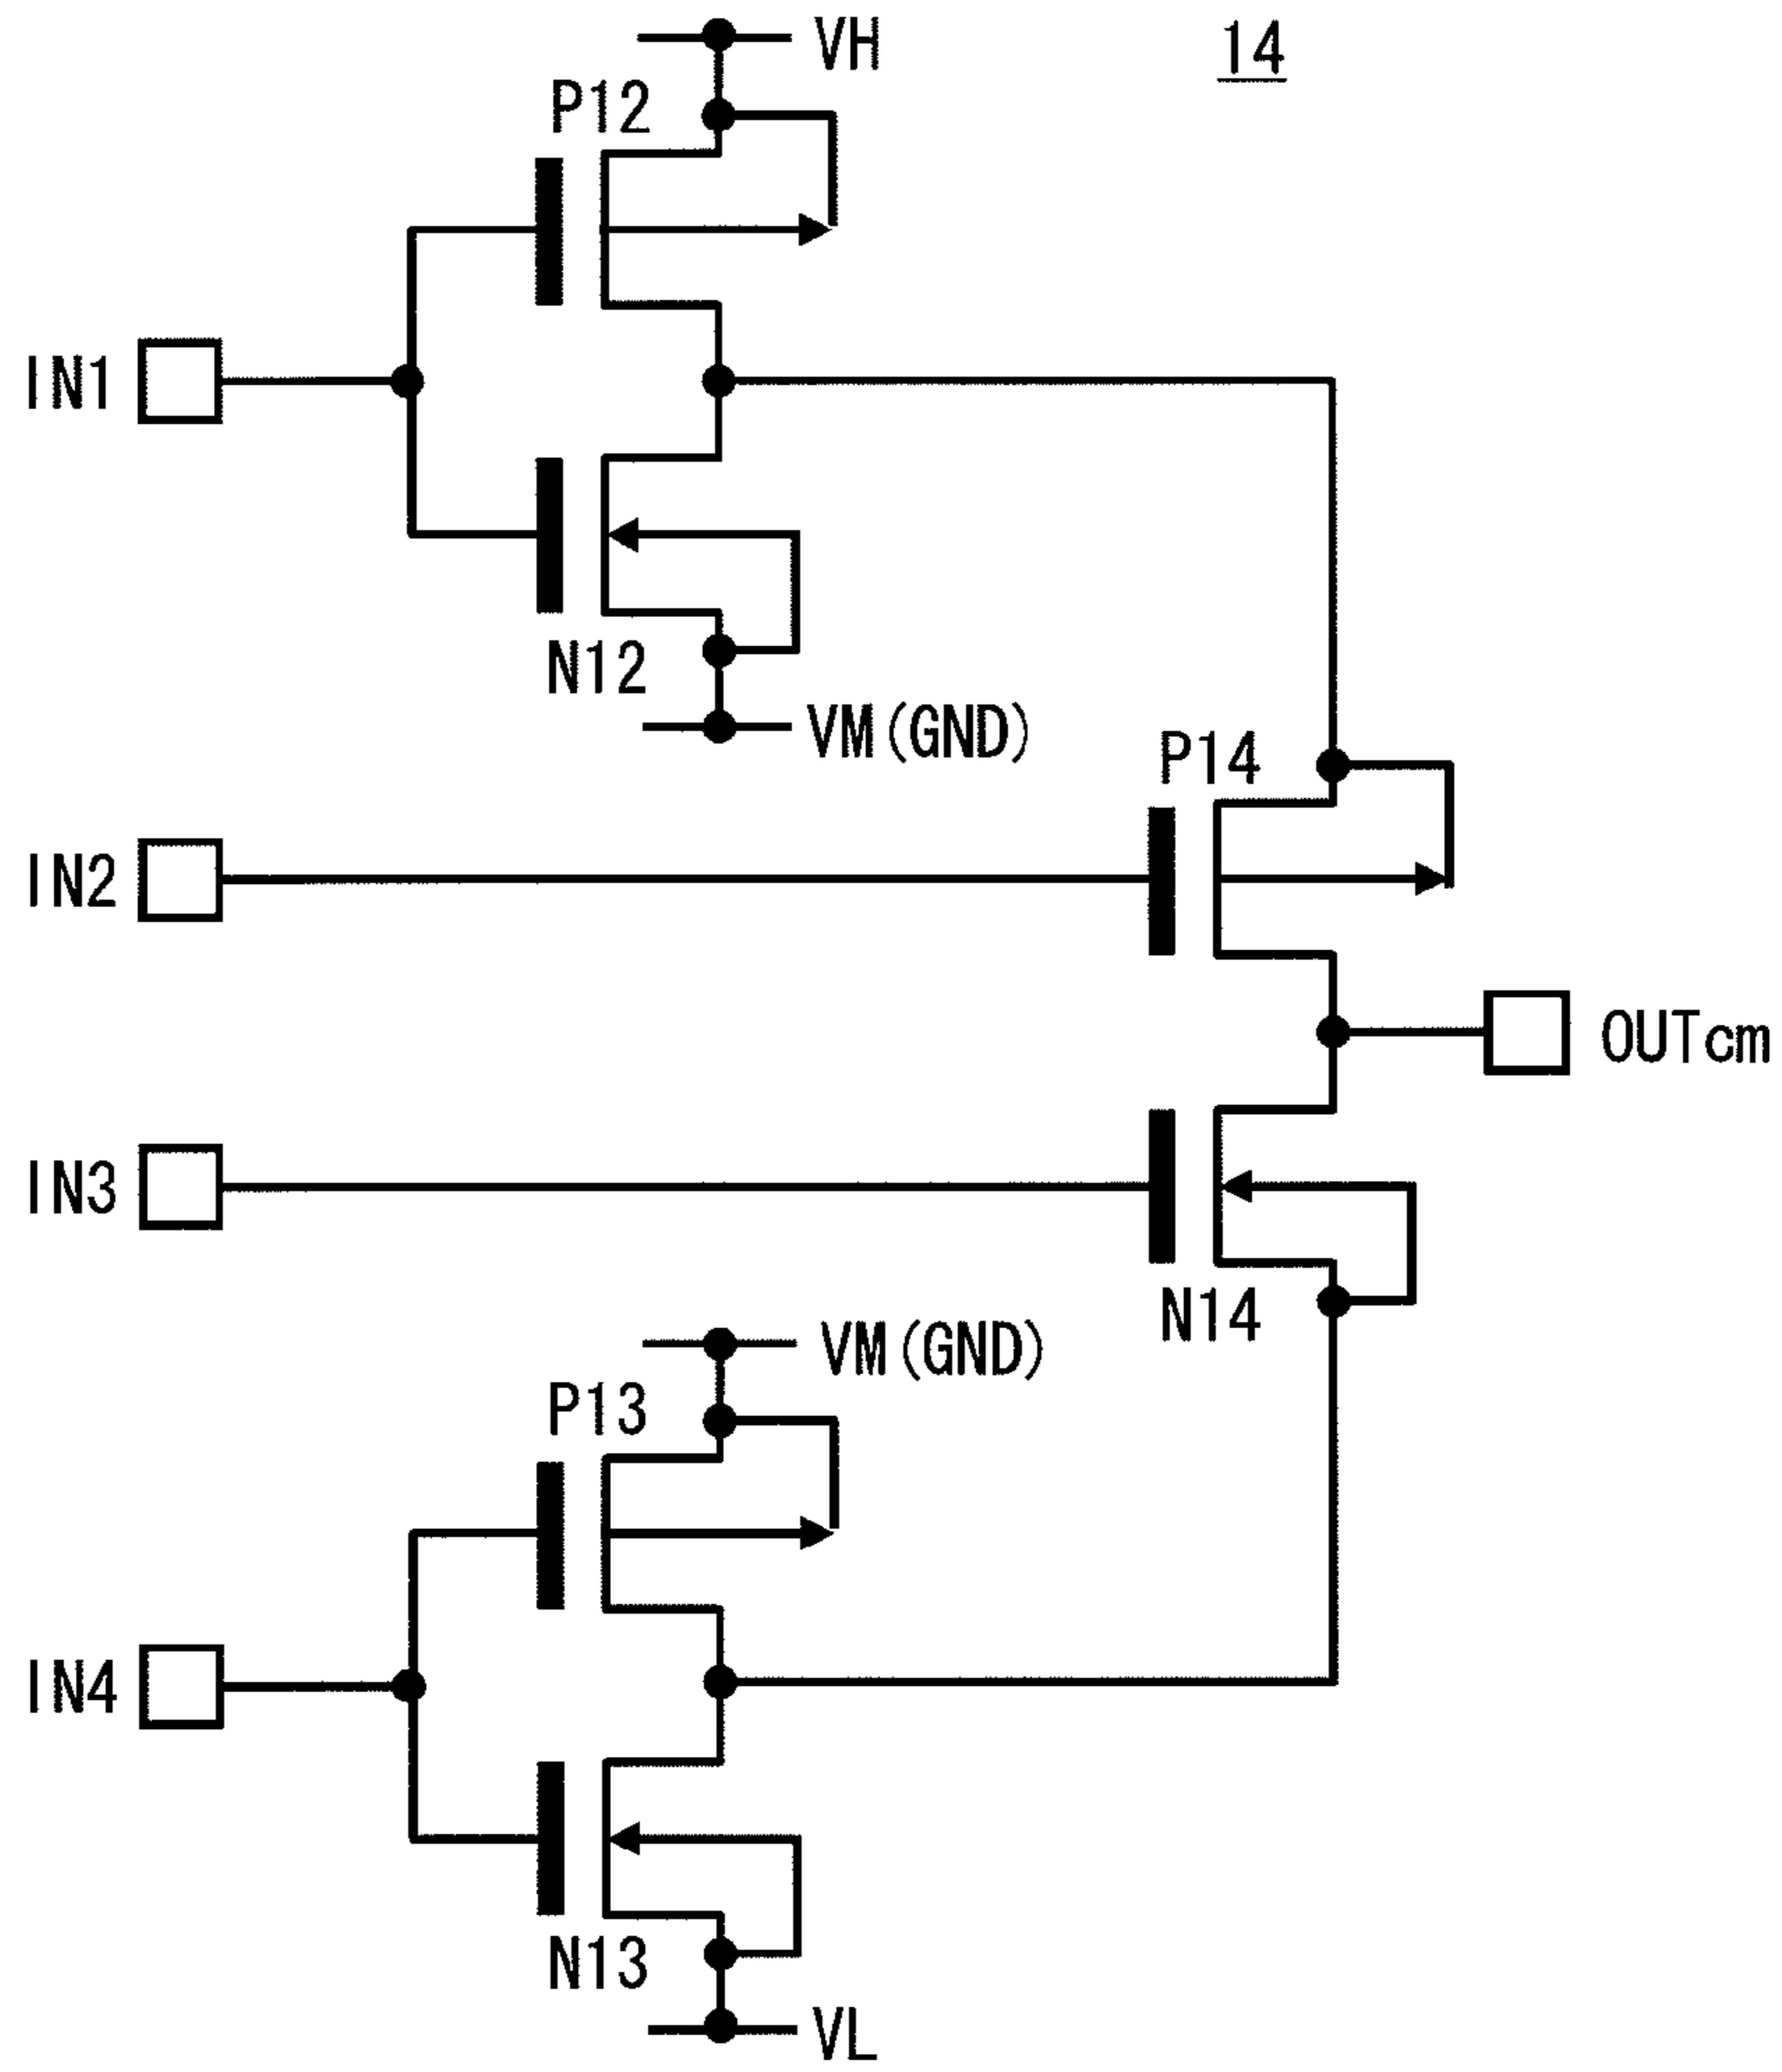 VH
14
P12
IN1
N12
VM(GND)
P14
IN2
OUTcm
IN3
N14
VM(GND)
P13
IN4
N13
VL